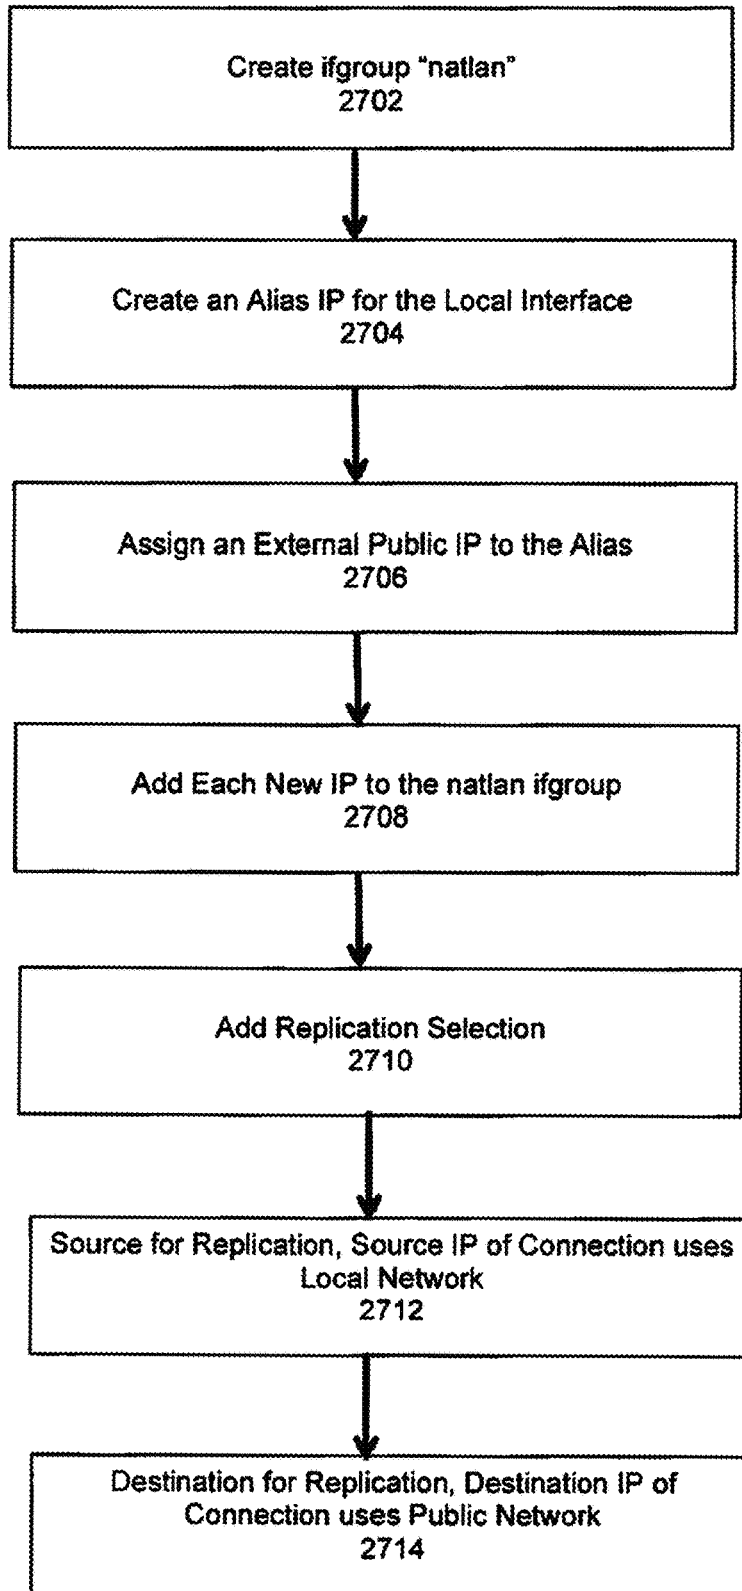 Create ifgroup “natlan”
2702
Create an Alias IP for the Local Interface
2704
Assign an External Public IP to the Alias
2706
Add Each New IP to the natlan ifgroup
2708
Add Replication Selection
2710
Source for Replication, Source IP of Connection uses
Local Network
2712
Destination for Replication, Destination IP of
Connection uses Public Network
2714